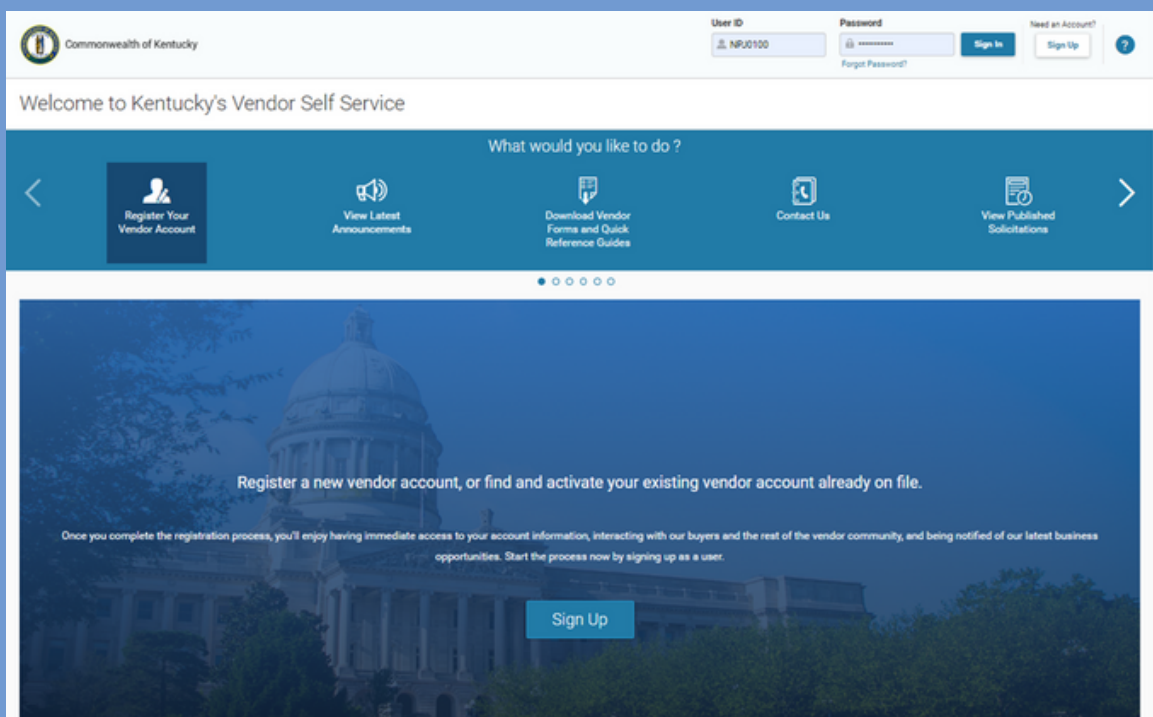 Commonwealth of Kentucky
User ID
Password
Need an Account?
NPJ0100
Sign In
Sign Up
?
Forgot Password?
Welcome to Kentucky's Vendor Self Service
What would you like to do ?
Register Your
Vendor Account
View Latest
Announcements
Download Vendor
Forms and Quick
Reference Guides
Contact Us
View Published
Solicitations
Register a new vendor account, or find and activate your existing vendor account already on file.
Once you complete the registration process, you'll enjoy having immediate access to your account information, interacting with our buyers and the rest of the vendor community, and being notified of our latest business
opportunities. Start the process now by signing up as a user.
Sign Up